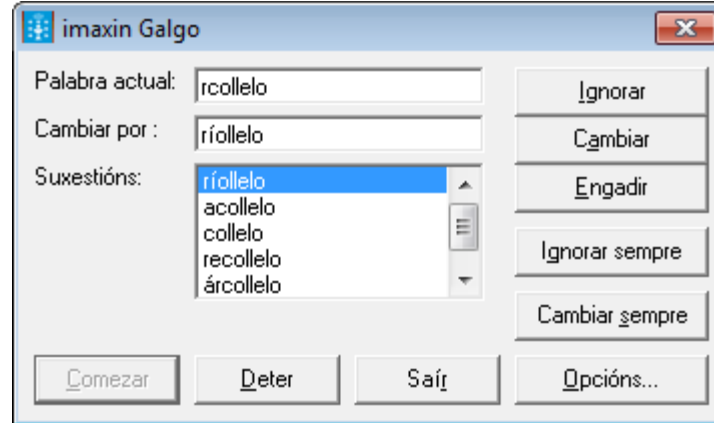 imaxin Galgo
Palabra actual: rcollelo
Ignorar
Cambiar por : ríollelo
Cambiar
Suxestións:
ríollelo
acollelo
collelo
recollelo
árcollelo
Engadir
Ignorar sempre
Cambiar sempre
Comezar
Deter
Saír
Opcións...